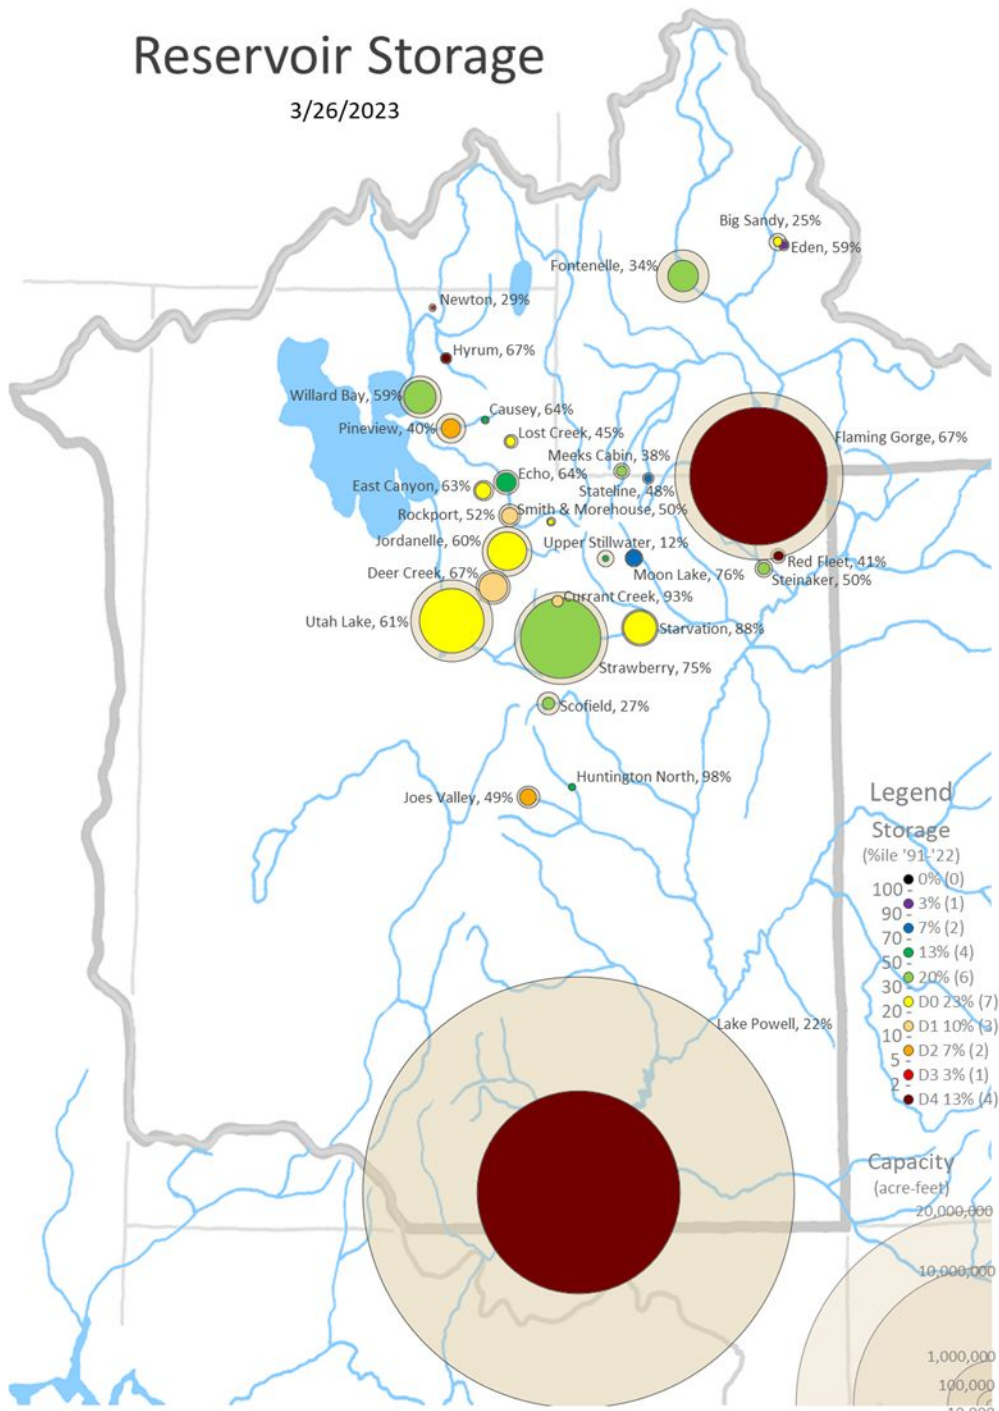 Reservoir Storage
3/26/2023
Big Sandy, 25%
Eden, 59%
Fontenelle, 34%
Newton, 29%
Hyrum, 67%
Willard Bay, 59%
Causey, 64%
Pineview, 40%
Lost Creek, 45%
Flaming Gorge, 67%
Meeks Cabin, 38%
Echo, 64%
East Canyon, 63%
Stateline, 48%
Smith & Morehouse, 50%
Rockport, 52%
Jordanelle, 60%
Upper Stillwater, 12%
Red Fleet, 41%
Deer Creek, 67%
Moon Lake, 76%
Steinaker, 50%
Currant Creek, 93%
Utah Lake, 61%
Starvation, 88%
Strawberry, 75%
Scofield, 27%
Huntington North, 98%
Joes Valley, 49%
Lake Powell, 22%
Legend
Storage
(%ile '91-'22)
0% (0)
100 -
3% (1)
90 -
7% (2)
70 -
13% (4)
50 -
20% (6)
30 -
D0 23% (7)
20 -
D1 10% (3)
10 -
D2 7% (2)
5 -
D3 3% (1)
2 -
D4 13% (4)
Capacity
(acre-feet)
20,000,000
10,000,000
1,000,000
100,000